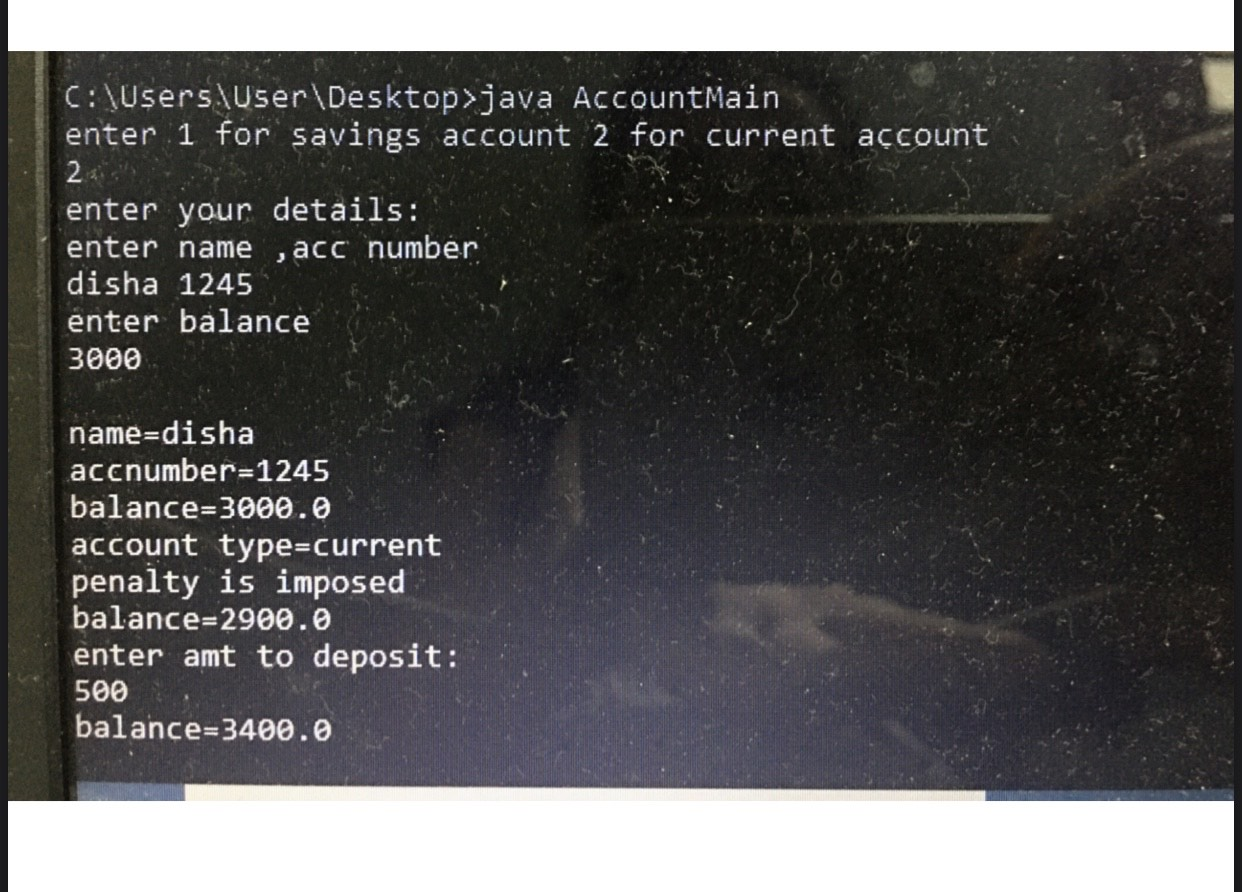 C:\Users\User\Desktop>java AccountMain
enter 1 for savings account 2 for current account
2
enter your details:
enter name ,acc number
disha 1245
enter balance
3000
name=disha
accnumber=1245
balance=3000.0
account type=current
penalty is imposed
balance=2900.0
enter amt to deposit:
500
balance=3400.0